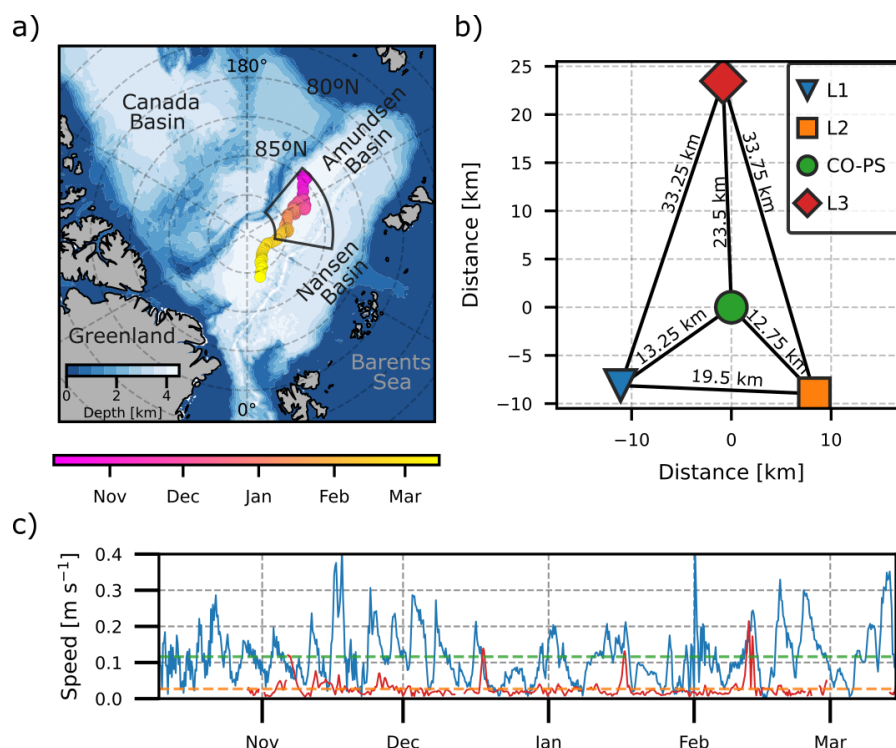 a)
180°
80ºN
Canada
Basin
85ºN
Amundsen
Basin
Nansen
Basin
Greenland
Barents
Sea
0 2 4
Depth [km]
0°
Nov Dec Jan Feb Mar
b)
25
20
15
10
5
0
−5
−10
Distance [km]
33.25 km
23.5 km
33.75 km
13.25 km
12.75 km
19.5 km
L1
L2
CO-PS
L3
−10 0 10
Distance [km]
c)
0.4
0.3
0.2
0.1
0.0
Speed [m s⁻¹]
Nov Dec Jan Feb Mar